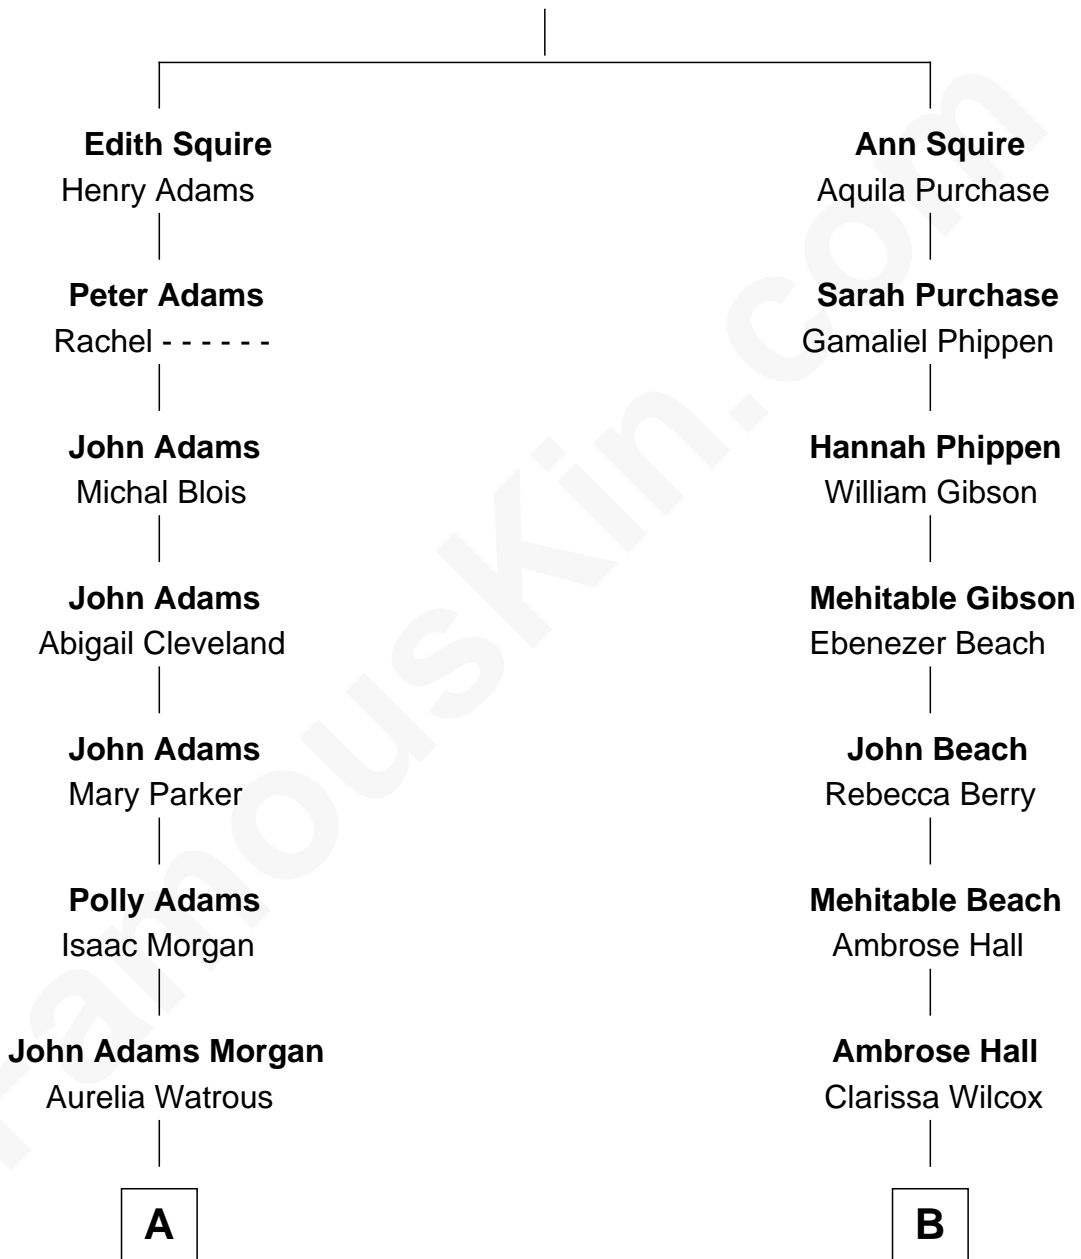 Edith Squire
Henry Adams
Ann Squire
Aquila Purchase
Peter Adams
Rachel - - - - - -
Sarah Purchase
Gamaliel Phippen
John Adams
Michal Blois
Hannah Phippen
William Gibson
John Adams
Abigail Cleveland
Mehitable Gibson
Ebenezer Beach
John Adams
Mary Parker
John Beach
Rebecca Berry
Polly Adams
Isaac Morgan
Mehitable Beach
Ambrose Hall
John Adams Morgan
Aurelia Watrous
Ambrose Hall
Clarissa Wilcox
A
B
FamousKin.com